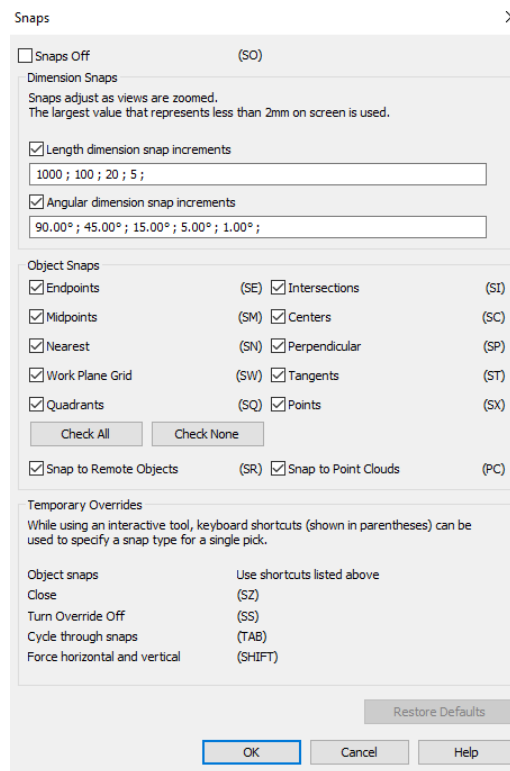 Snaps
Snaps Off (SO)
Dimension Snaps
Snaps adjust as views are zoomed.
The largest value that represents less than 2mm on screen is used.
Length dimension snap increments
1000 ; 100 ; 20 ; 5 ;
Angular dimension snap increments
90.00° ; 45.00° ; 15.00° ; 5.00° ; 1.00° ;
Object Snaps
Endpoints (SE) Intersections (SI)
Midpoints (SM) Centers (SC)
Nearest (SN) Perpendicular (SP)
Work Plane Grid (SW) Tangents (ST)
Quadrants (SQ) Points (SX)
Check All Check None
Snap to Remote Objects (SR) Snap to Point Clouds (PC)
Temporary Overrides
While using an interactive tool, keyboard shortcuts (shown in parentheses) can be
used to specify a snap type for a single pick.
Object snaps Use shortcuts listed above
Close (SZ)
Turn Override Off (SS)
Cycle through snaps (TAB)
Force horizontal and vertical (SHIFT)
Restore Defaults
OK Cancel Help